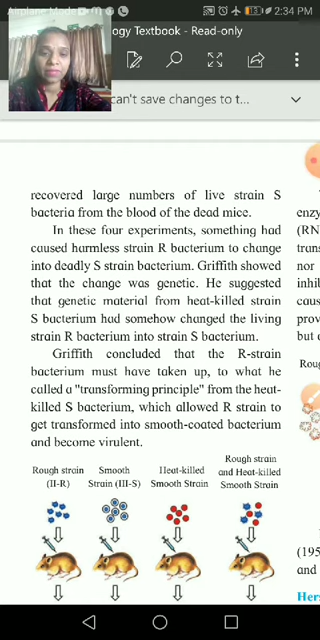 Airplane Mode
2:34 PM
ogy Textbook - Read-only
can't save changes to t...
recovered large numbers of live strain S
bacteria from the blood of the dead mice.
In these four experiments, something had
caused harmless strain R bacterium to change
into deadly S strain bacterium. Griffith showed
that the change was genetic. He suggested
that genetic material from heat-killed strain
S bacterium had somehow changed the living
strain R bacterium into strain S bacterium.
Griffith concluded that the R-strain
bacterium must have taken up, to what he
called a "transforming principle" from the heat-
killed S bacterium, which allowed R strain to
get transformed into smooth-coated bacterium
and become virulent.
Rough strain
(II-R)
Smooth
Strain (III-S)
Heat-killed
Smooth Strain
Rough strain
and Heat-killed
Smooth Strain
enzy
(RN
trans
nor
inhil
caus
prov
but
Roug
(195
and
Hers